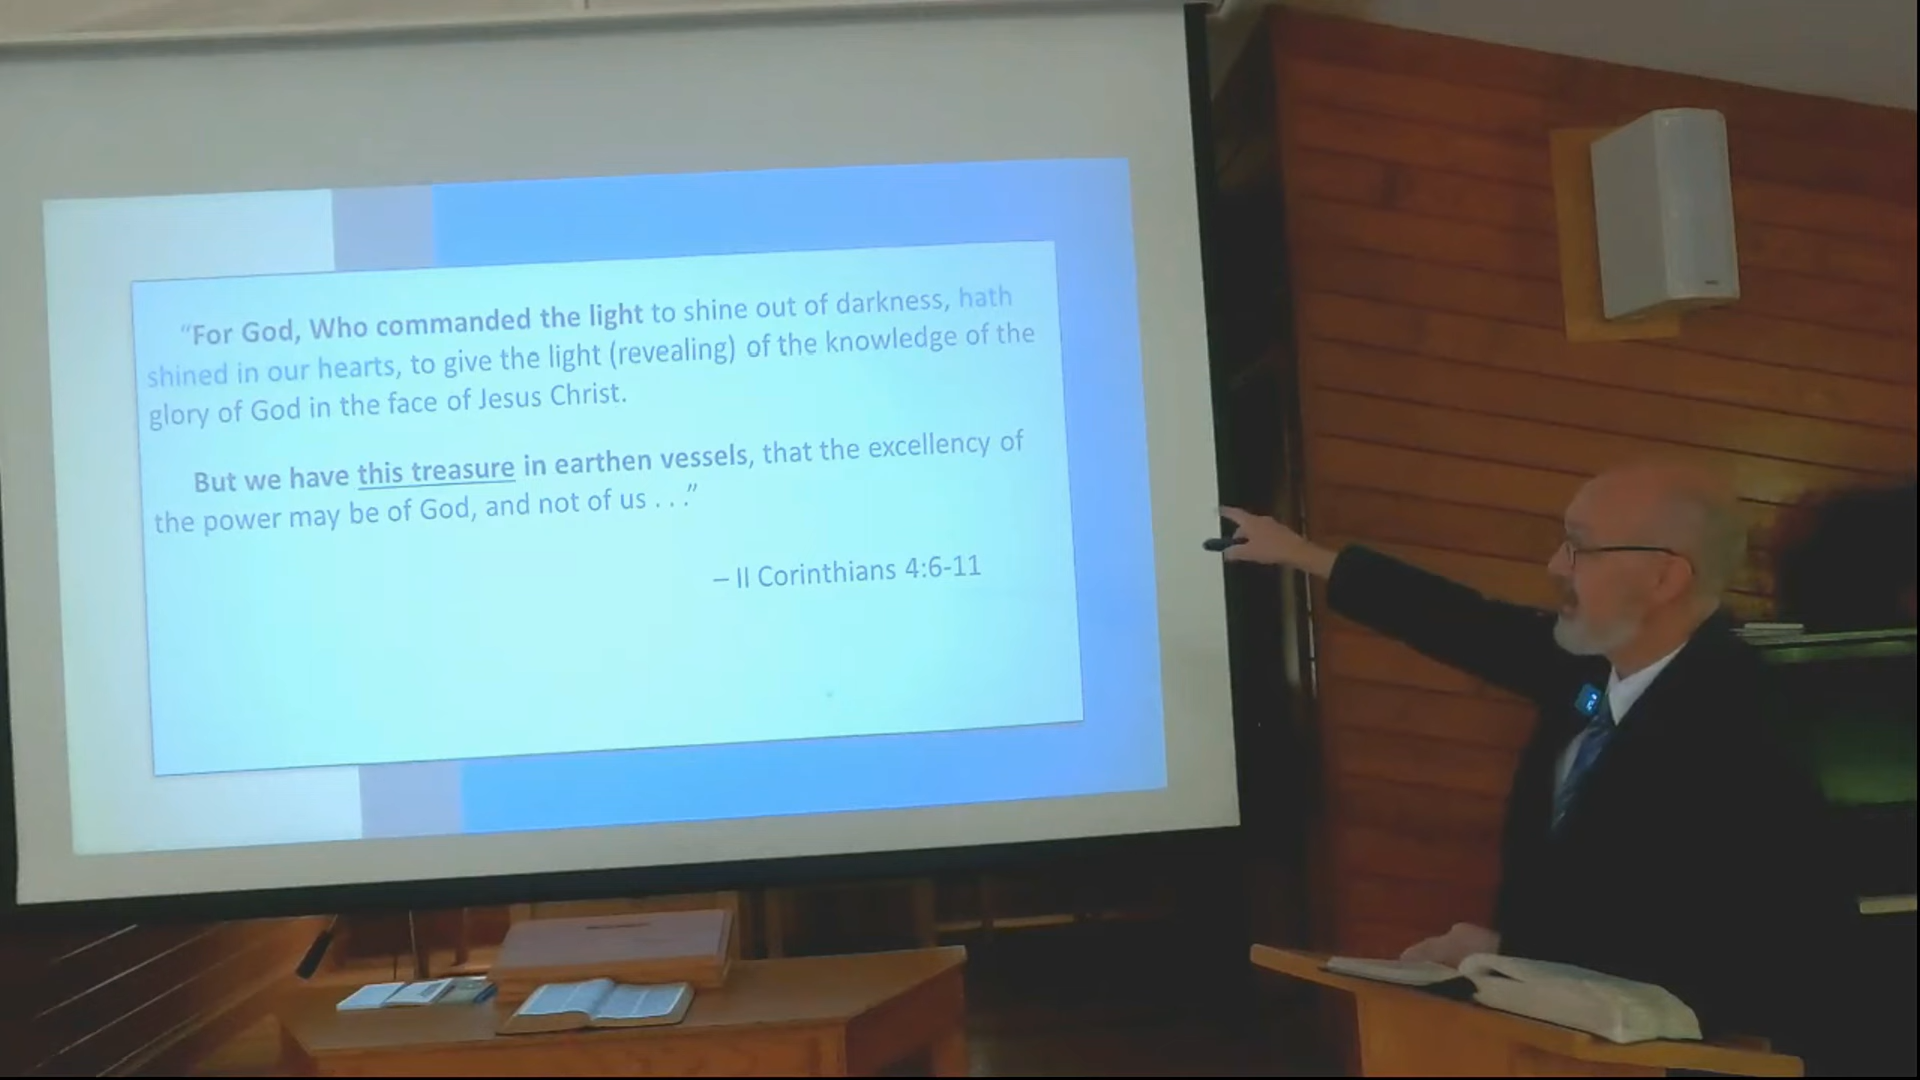 “For God, Who commanded the light to shine out of darkness, hath
shined in our hearts, to give the light (revealing) of the knowledge of the
glory of God in the face of Jesus Christ.
But we have this treasure in earthen vessels, that the excellency of
the power may be of God, and not of us . . .”
– II Corinthians 4:6-11